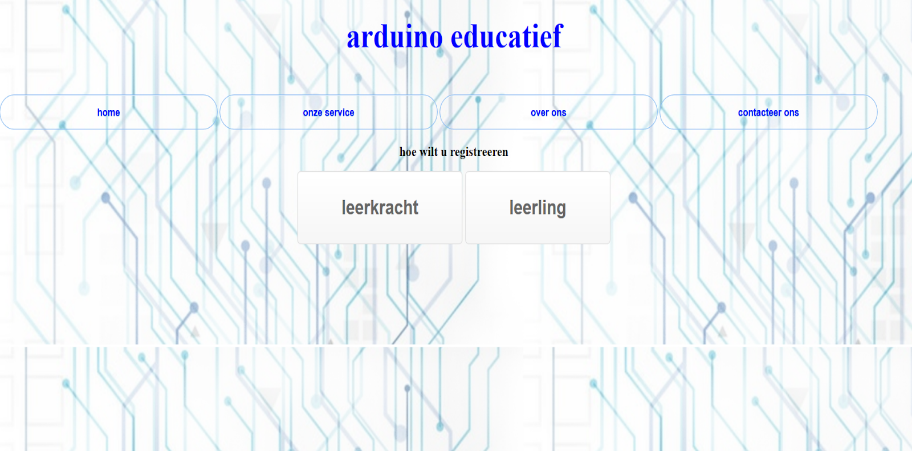 arduino educatief
home onze service over ons contacteer ons
hoe wilt u registreeren
leerkracht leerling